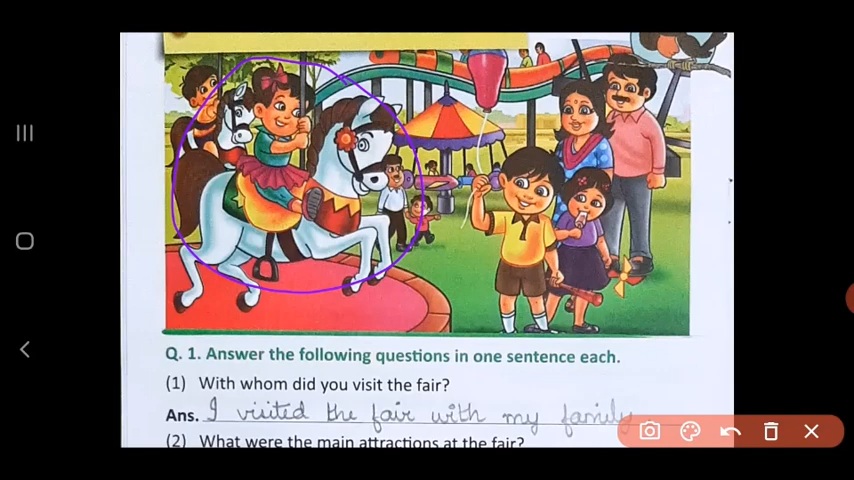 Q. 1. Answer the following questions in one sentence each.
(1) With whom did you visit the fair?
Ans. I visited the fair with my family
(2) What were the main attractions at the fair?